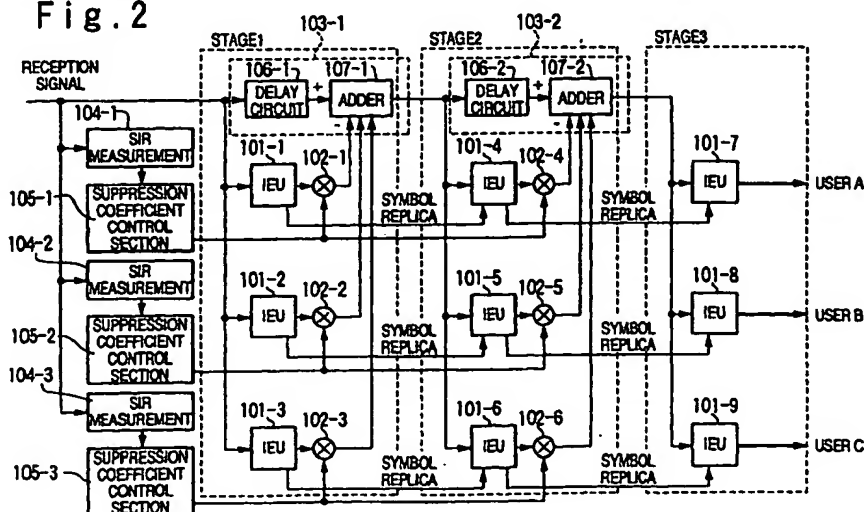 Fig.2
103-1
103-2
STAGE1
STAGE2
STAGE3
RECEPTION
SIGNAL
106-1
107-1
106-2
107-2
DELAY
CIRCUIT
+
ADDER
-
DELAY
CIRCUIT
+
ADDER
-
104-1
SIR
MEASUREMENT
101-1
102-1
101-4
102-4
101-7
IEU
IEU
IEU
USER A
105-1
SUPPRESSION
COEFFICIENT
CONTROL
SECTION
SYMBOL
REPLICA
SYMBOL
REPLICA
104-2
SIR
MEASUREMENT
101-2
102-2
101-5
102-5
101-8
IEU
IEU
IEU
USER B
105-2
SUPPRESSION
COEFFICIENT
CONTROL
SECTION
SYMBOL
REPLICA
SYMBOL
REPLICA
104-3
SIR
MEASUREMENT
101-3
102-3
101-6
102-6
101-9
IEU
IEU
IEU
USER C
105-3
SUPPRESSION
COEFFICIENT
CONTROL
SECTION
SYMBOL
REPLICA
SYMBOL
REPLICA